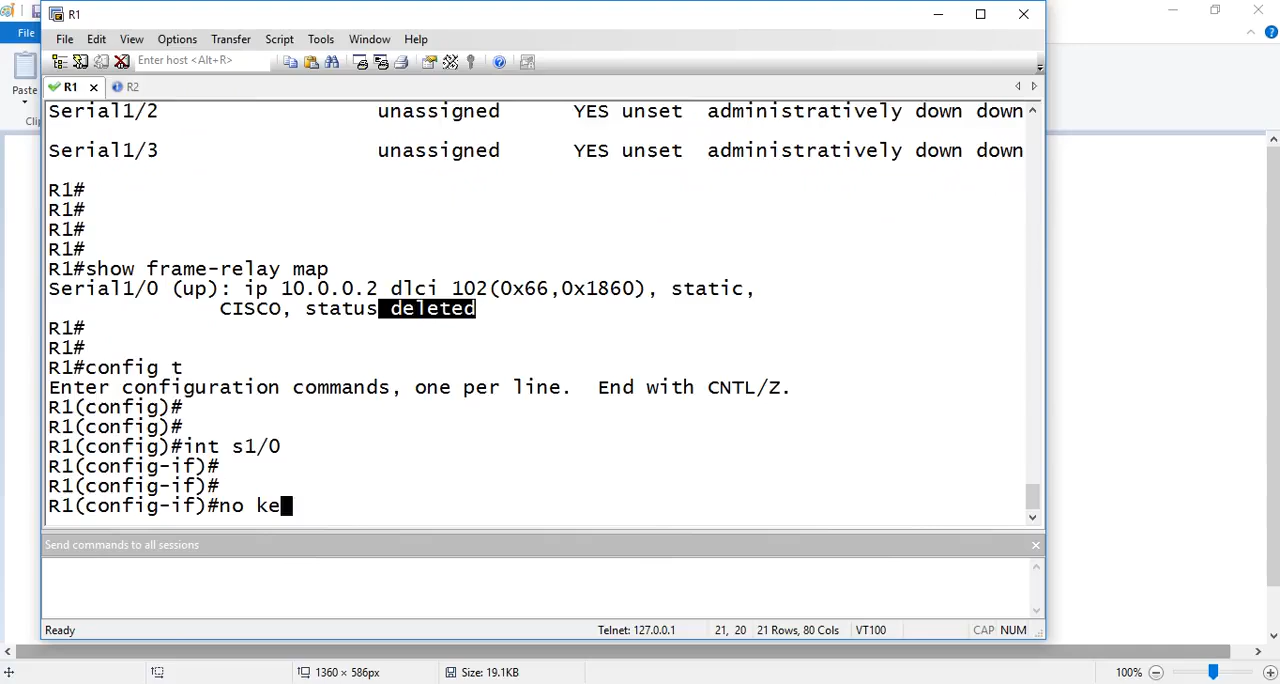 R1
File
File Edit View Options Transfer Script Tools Window Help
Enter host <Alt+R>
Paste
R1 R2
Serial1/2 unassigned YES unset administratively down down
Serial1/3 unassigned YES unset administratively down down
R1#
R1#
R1#
R1#
R1#show frame-relay map
Serial1/0 (up): ip 10.0.0.2 dlci 102(0x66,0x1860), static,
CISCO, status deleted
R1#
R1#
R1#config t
Enter configuration commands, one per line. End with CNTL/Z.
R1(config)#
R1(config)#
R1(config)#int s1/0
R1(config-if)#
R1(config-if)#
R1(config-if)#no ke
Send commands to all sessions
Ready Telnet: 127.0.0.1 21, 20 21 Rows, 80 Cols VT100 CAP NUM
1360 × 586px Size: 19.1KB 100%